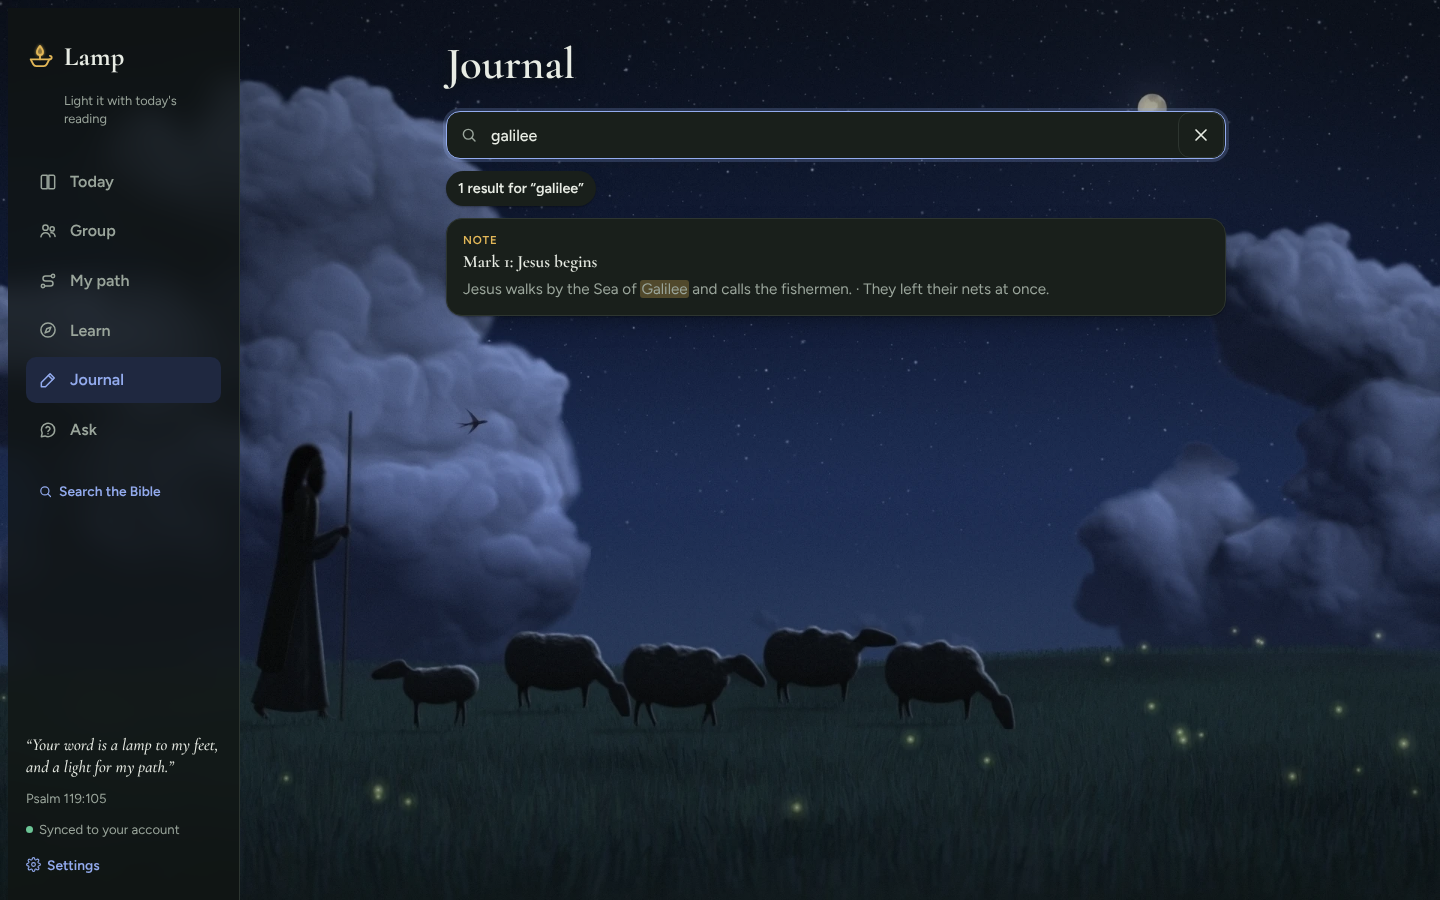 Lamp
Light it with today's
reading
Today
Group
My path
Learn
Journal
Ask
Search the Bible
“Your word is a lamp to my feet,
and a light for my path.”
Psalm 119:105
Synced to your account
Settings
Journal
galilee
1 result for “galilee”
NOTE
Mark 1: Jesus begins
Jesus walks by the Sea of Galilee and calls the fishermen. · They left their nets at once.